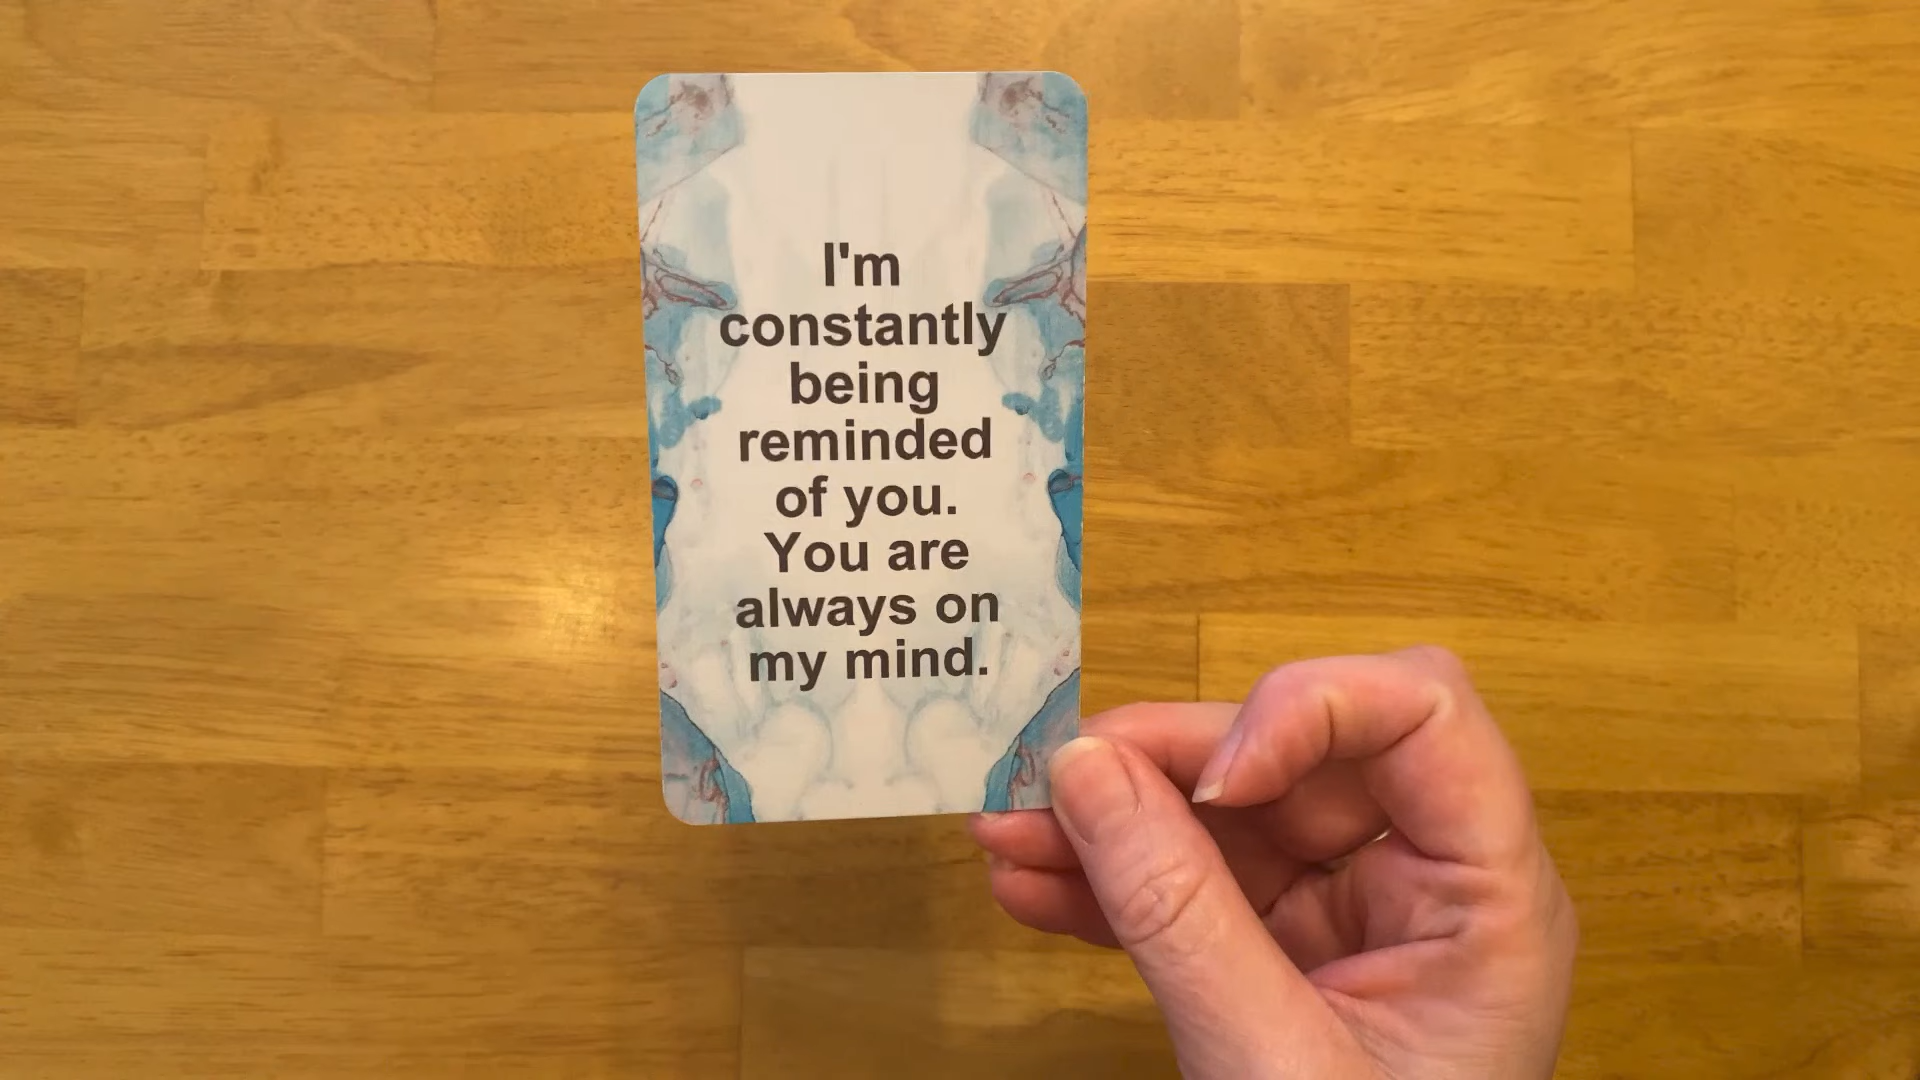 I'm
constantly
being
reminded
of you.
You are
always on
my mind.